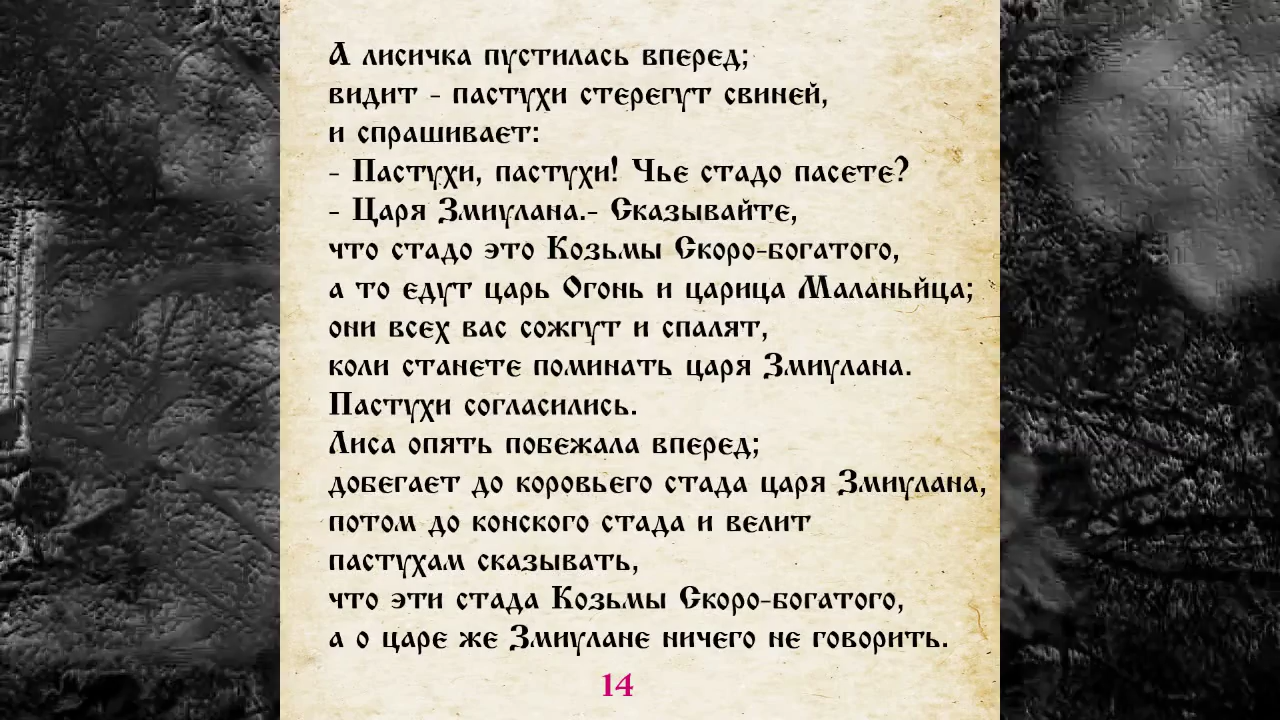 А лисичка пустилась вперед;
видит - пастухи стерегут свиней,
и спрашивает:
- Пастухи, пастухи! Чье стадо пасете?
- Царя Змиулана.- Сказывайте,
что стадо это Козьмы Скоро-богатого,
а то едут царь Огонь и царица Маланьйца;
они всех вас сожгут и спалят,
коли станете поминать царя Змиулана.
Пастухи согласились.
Лиса опять побежала вперед;
добегает до коровьего стада царя Змиулана,
потом до конского стада и велит
пастухам сказывать,
что эти стада Козьмы Скоро-богатого,
а о царе же Змиулане ничего не говорить.
14